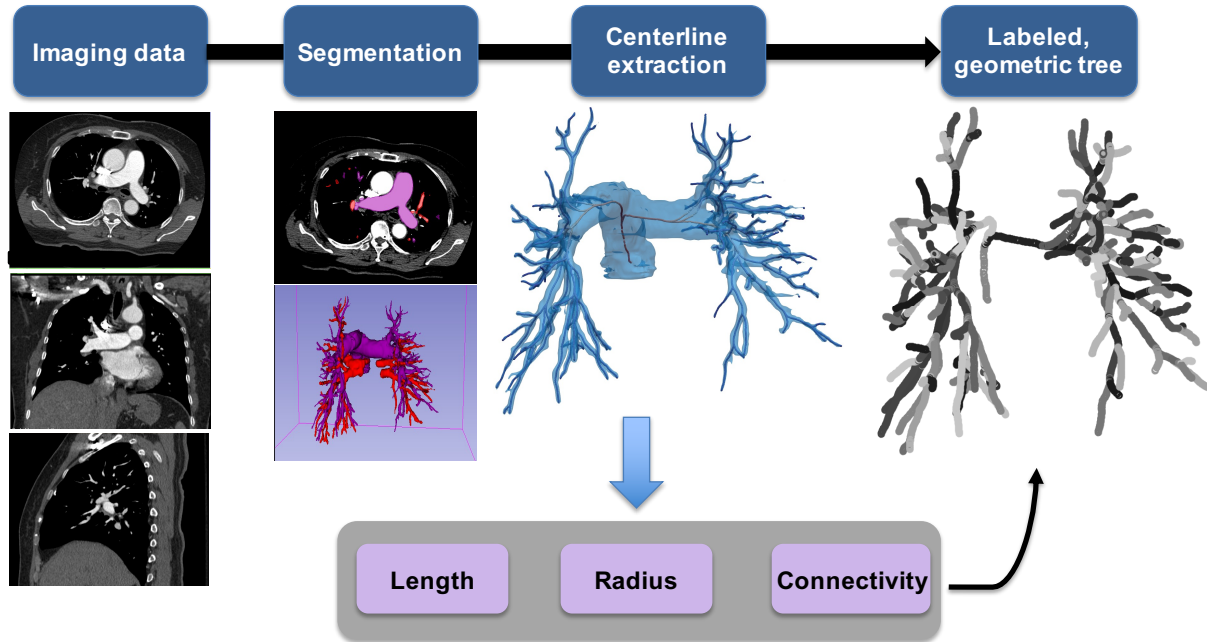 Imaging data
Segmentation
Centerline
extraction
Labeled,
geometric tree
Length
Radius
Connectivity